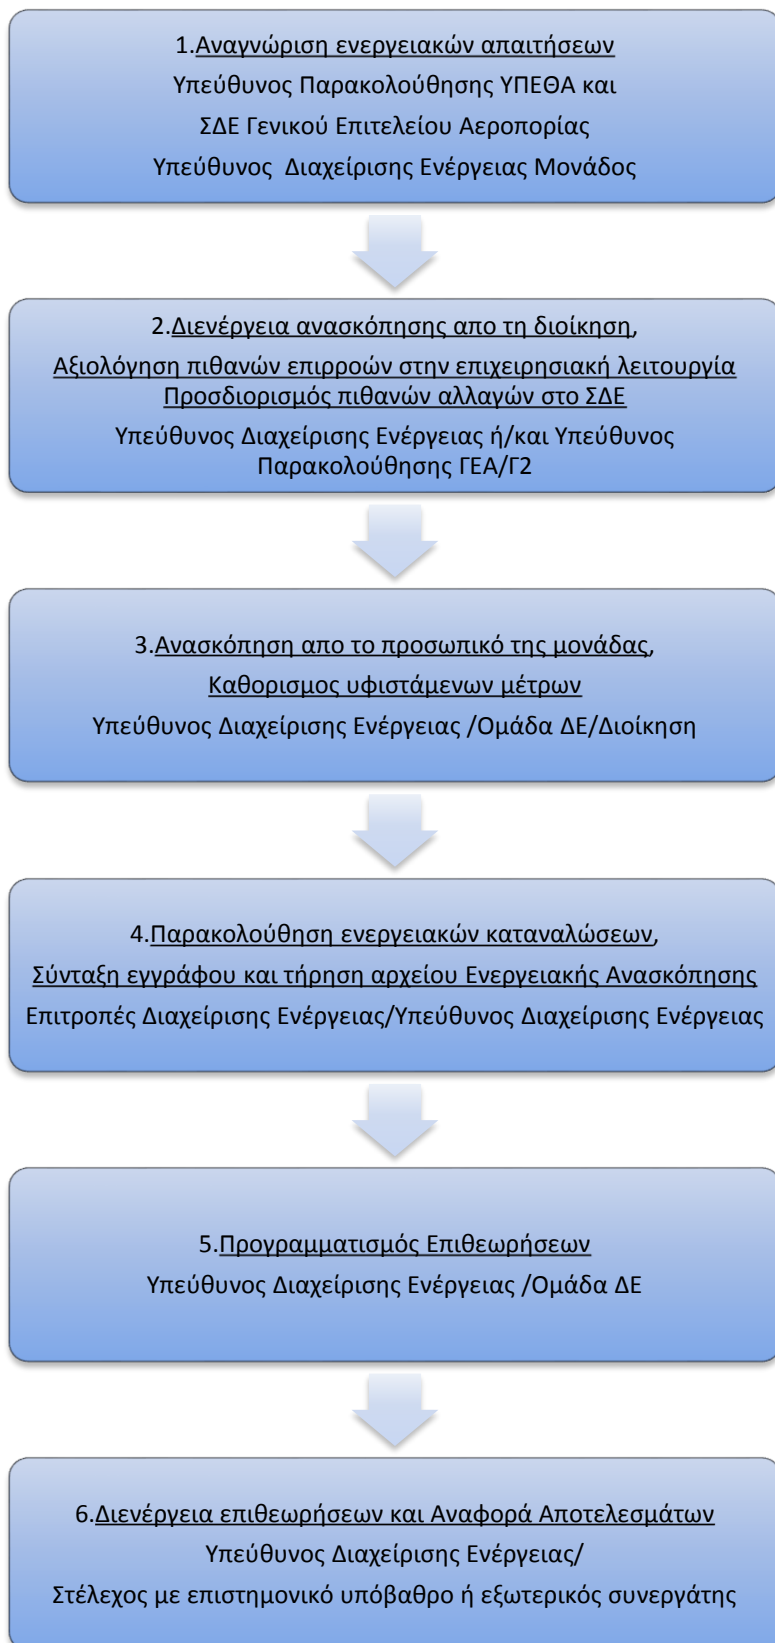 1.Αναγνώριση ενεργειακών απαιτήσεων
Υπεύθυνος Παρακολούθησης ΥΠΕΘΑ και
ΣΔΕ Γενικού Επιτελείου Αεροπορίας
Υπεύθυνος Διαχείρισης Ενέργειας Μονάδος
2.Διενέργεια ανασκόπησης απο τη διοίκηση,
Αξιολόγηση πιθανών επιρροών στην επιχειρησιακή λειτουργία
Προσδιορισμός πιθανών αλλαγών στο ΣΔΕ
Υπεύθυνος Διαχείρισης Ενέργειας ή/και Υπεύθυνος
Παρακολούθησης ΓΕΑ/Γ2
3.Ανασκόπηση απο το προσωπικό της μονάδας,
Καθορισμος υφιστάμενων μέτρων
Υπεύθυνος Διαχείρισης Ενέργειας /Ομάδα ΔΕ/Διοίκηση
4.Παρακολούθηση ενεργειακών καταναλώσεων,
Σύνταξη εγγράφου και τήρηση αρχείου Ενεργειακής Ανασκόπησης
Επιτροπές Διαχείρισης Ενέργειας/Υπεύθυνος Διαχείρισης Ενέργειας
5.Προγραμματισμός Επιθεωρήσεων
Υπεύθυνος Διαχείρισης Ενέργειας /Ομάδα ΔΕ
6.Διενέργεια επιθεωρήσεων και Αναφορά Αποτελεσμάτων
Υπεύθυνος Διαχείρισης Ενέργειας/
Στέλεχος με επιστημονικό υπόβαθρο ή εξωτερικός συνεργάτης